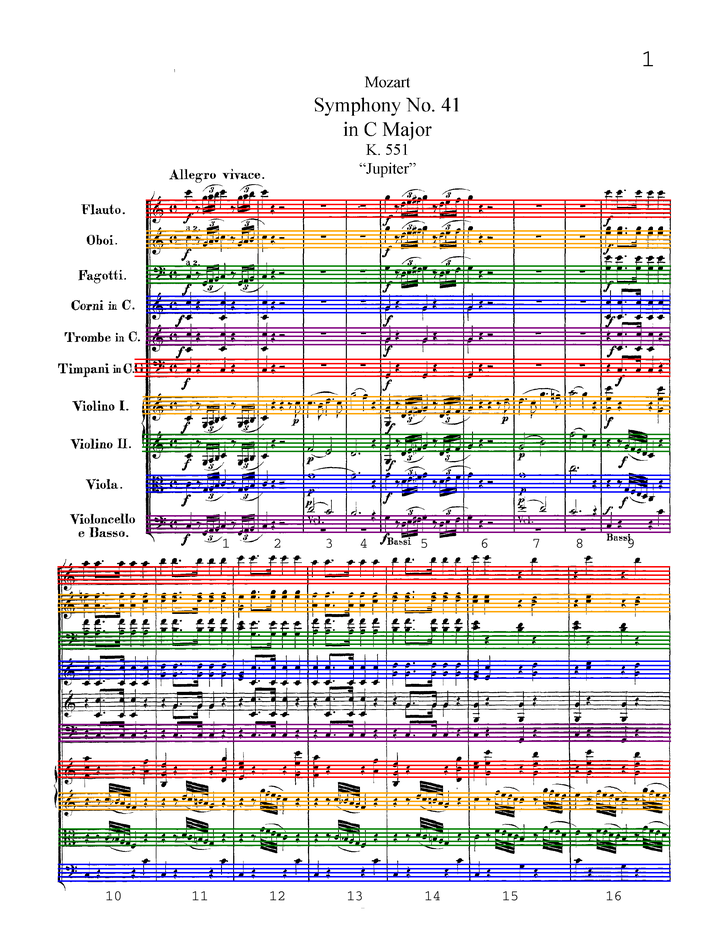 1
Mozart
Symphony No. 41
in C Major
K. 551
“Jupiter”
Allegro vivace.
Flauto.
Oboi.
a 2.
Fagotti.
a 2.
Corni in C.
Trombe in C.
Timpani in C.G
Violino I.
Violino II.
Viola.
Violoncello
e Basso.
f
p
Vcl.
Bassi
Vcl.
Bassi
1 2 3 4 5 6 7 8 9
10 11 12 13 14 15 16